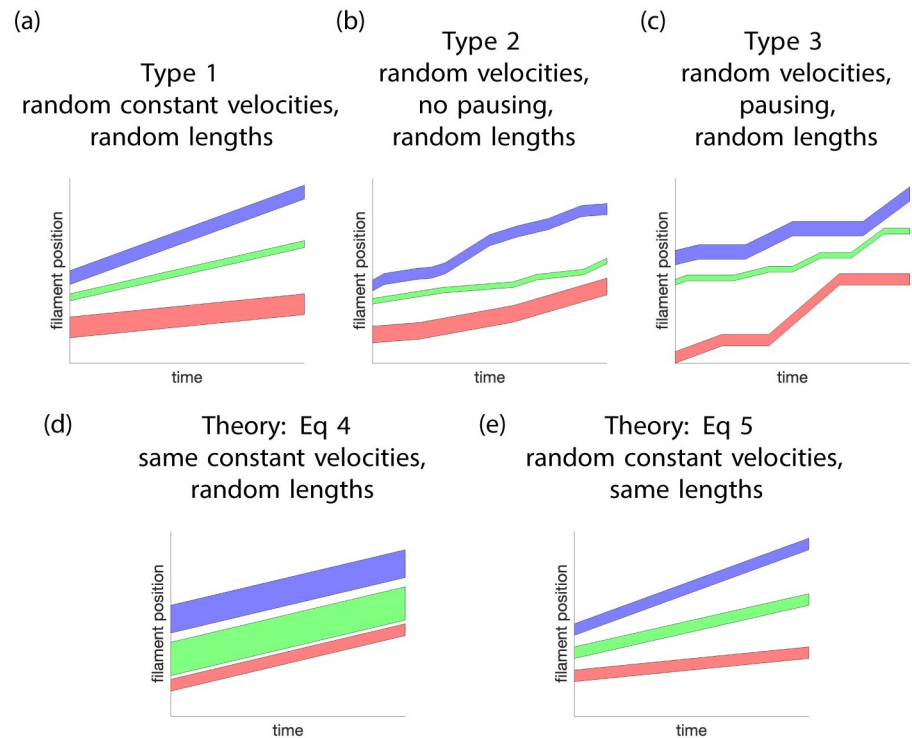 (a)
Type 1
random constant velocities,
random lengths
filament position
time
(b)
Type 2
random velocities,
no pausing,
random lengths
filament position
time
(c)
Type 3
random velocities,
pausing,
random lengths
filament position
time
(d)
Theory: Eq 4
same constant velocities,
random lengths
filament position
time
(e)
Theory: Eq 5
random constant velocities,
same lengths
filament position
time